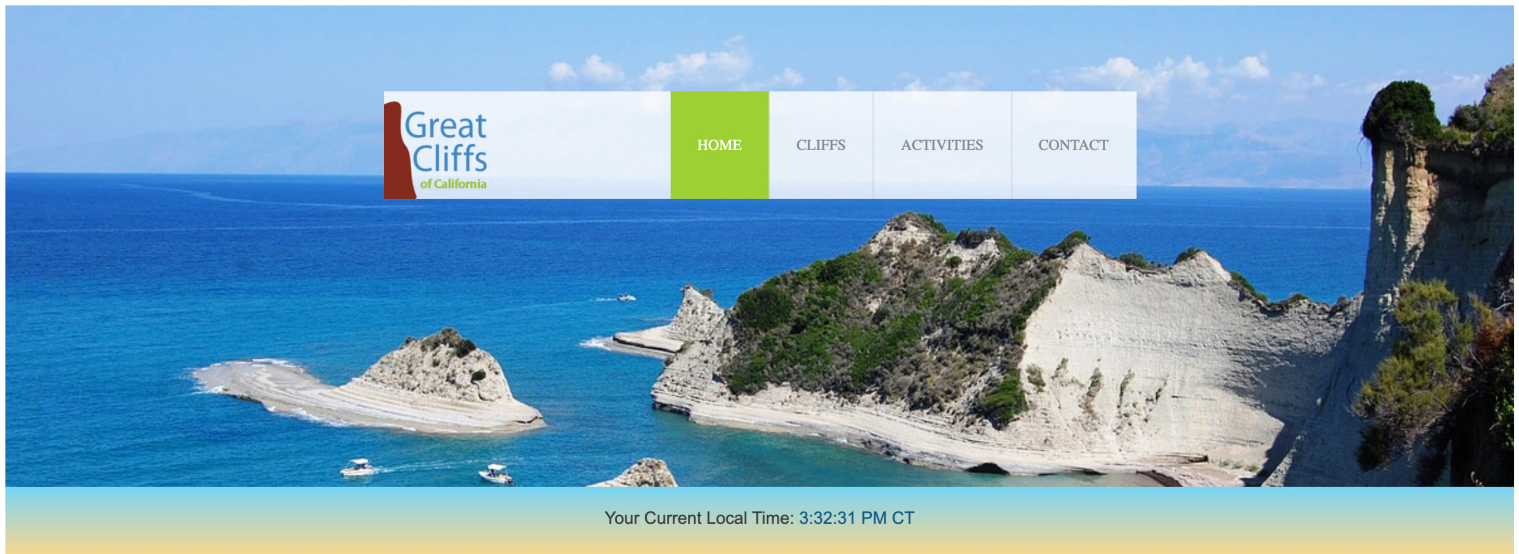 Great
Cliffs
of California
HOME CLIFFS ACTIVITIES CONTACT
Your Current Local Time: 3:32:31 PM CT